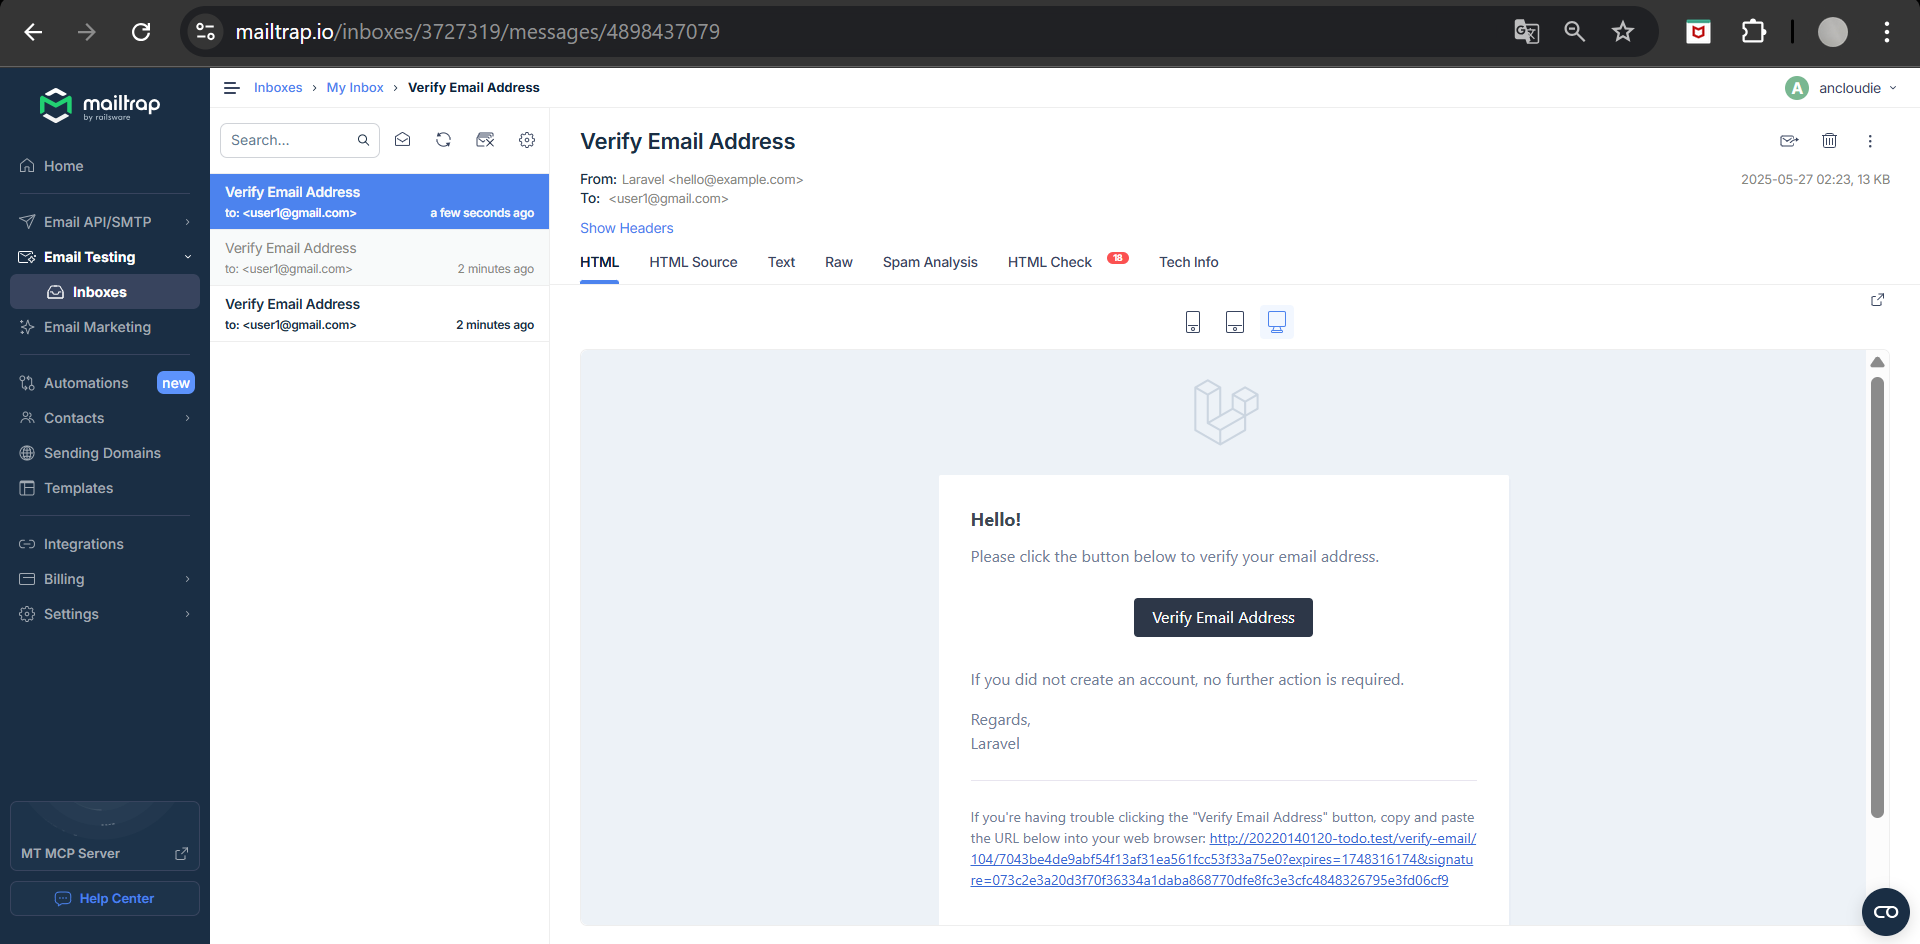 mailtrap.io/inboxes/3727319/messages/4898437079
mailtrap
by railsware
Home
Email API/SMTP
Email Testing
Inboxes
Email Marketing
Automations new
Contacts
Sending Domains
Templates
Integrations
Billing
Settings
MT MCP Server
Help Center
Inboxes › My Inbox › Verify Email Address
A ancloudie
Search...
Verify Email Address
to: <user1@gmail.com> a few seconds ago
Verify Email Address
to: <user1@gmail.com> 2 minutes ago
Verify Email Address
to: <user1@gmail.com> 2 minutes ago
Verify Email Address
From: Laravel <hello@example.com> 2025-05-27 02:23, 13 KB
To: <user1@gmail.com>
Show Headers
HTML HTML Source Text Raw Spam Analysis HTML Check 18 Tech Info
Hello!
Please click the button below to verify your email address.
Verify Email Address
If you did not create an account, no further action is required.
Regards,
Laravel
If you're having trouble clicking the "Verify Email Address" button, copy and paste
the URL below into your web browser: http://20220140120-todo.test/verify-email/
104/7043be4de9abf54f13af31ea561fcc53f33a75e0?expires=1748316174&signatu
re=073c2e3a20d3f70f36334a1daba868770dfe8fc3e3cfc4848326795e3fd06cf9